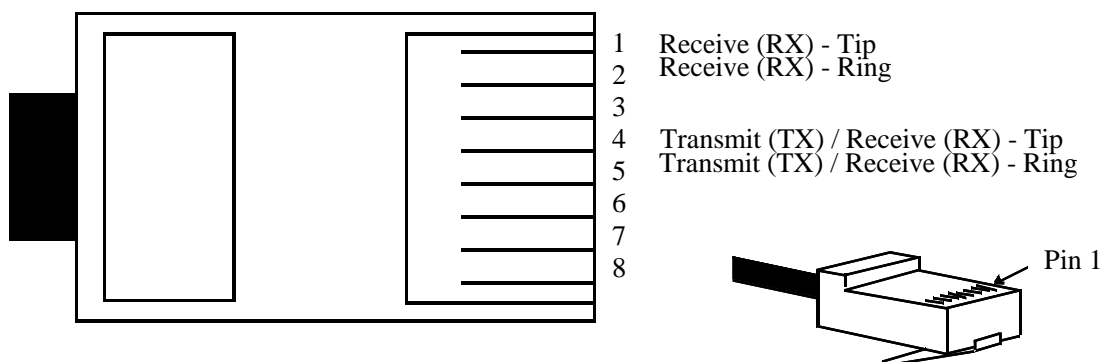 1 Receive (RX) - Tip
2 Receive (RX) - Ring
3
4 Transmit (TX) / Receive (RX) - Tip
5 Transmit (TX) / Receive (RX) - Ring
6
7
8
Pin 1